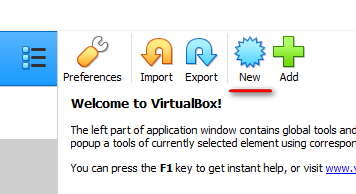 Preferences Import Export New Add
Welcome to VirtualBox!
The left part of application window contains global tools and
popup a tools of currently selected element using correspon
You can press the F1 key to get instant help, or visit www.v